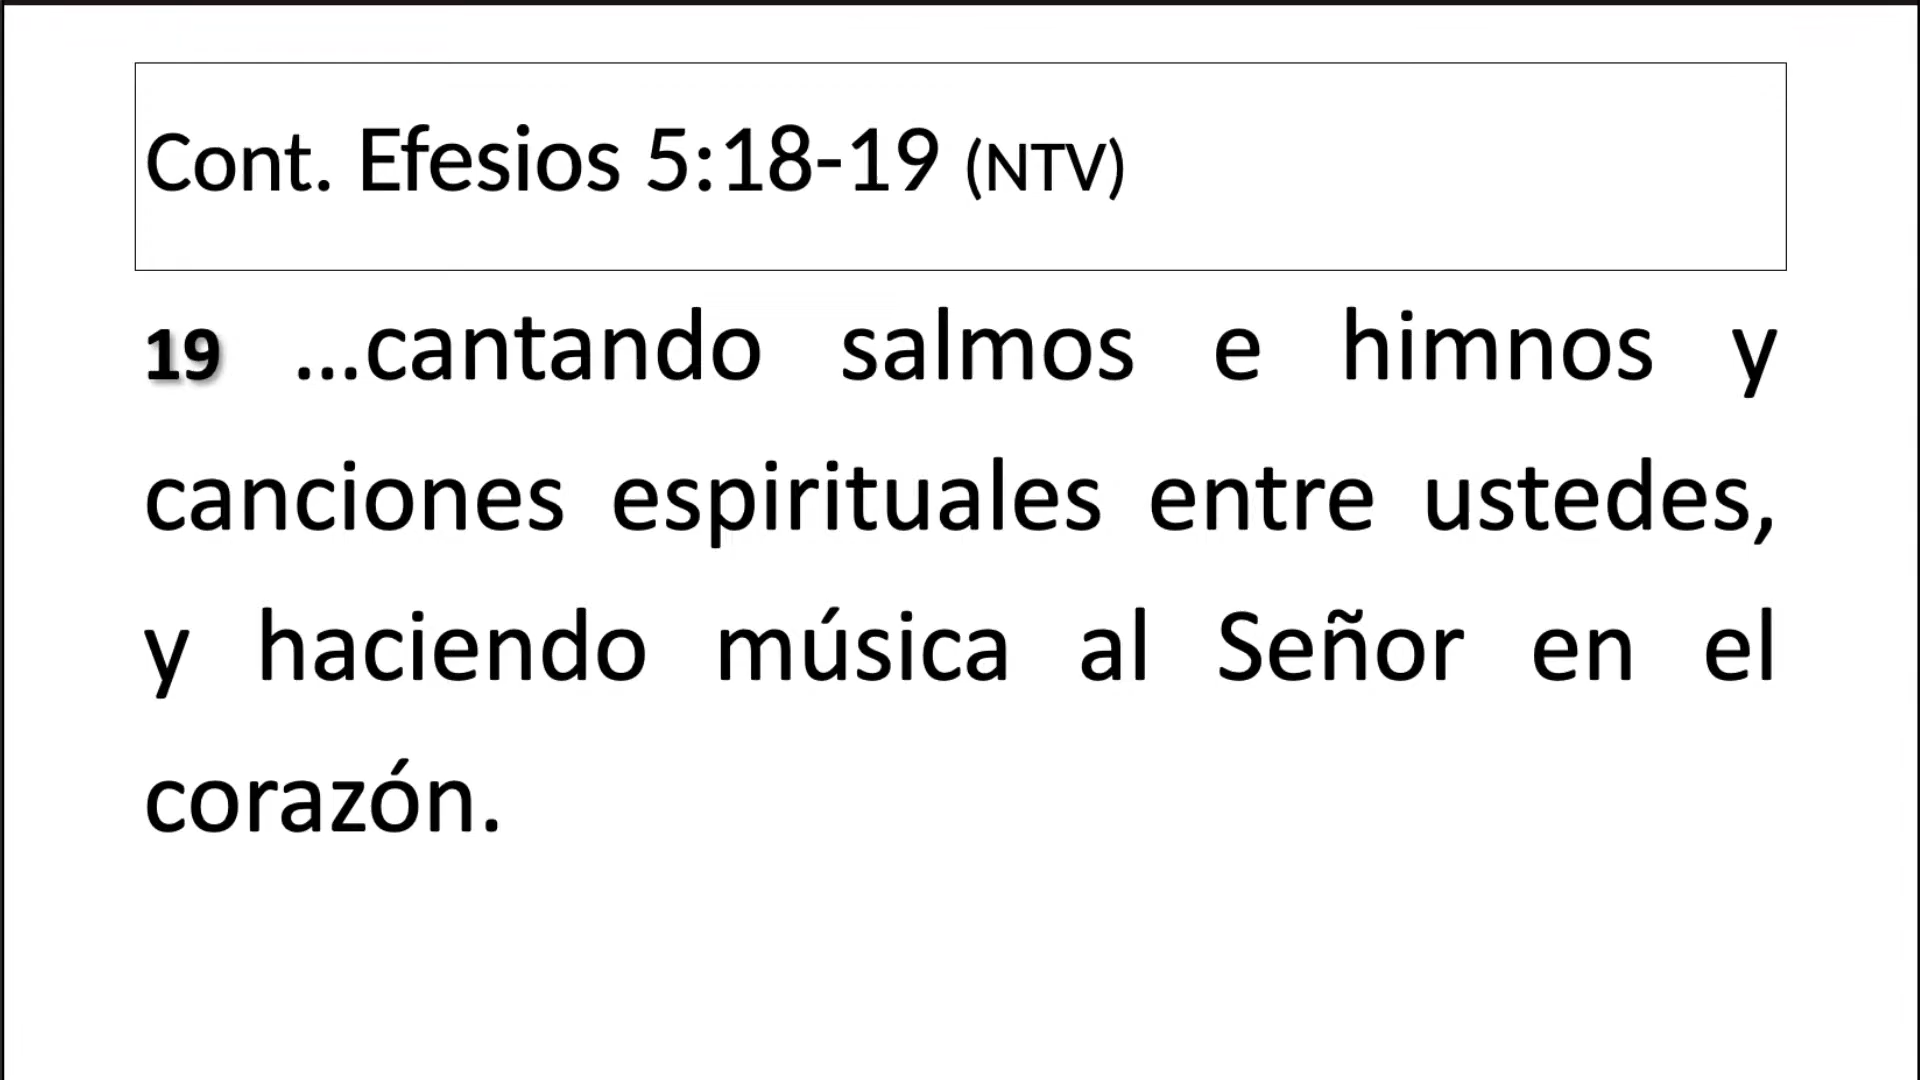 Cont. Efesios 5:18-19 (NTV)
19 ...cantando salmos e himnos y
canciones espirituales entre ustedes,
y haciendo música al Señor en el
corazón.